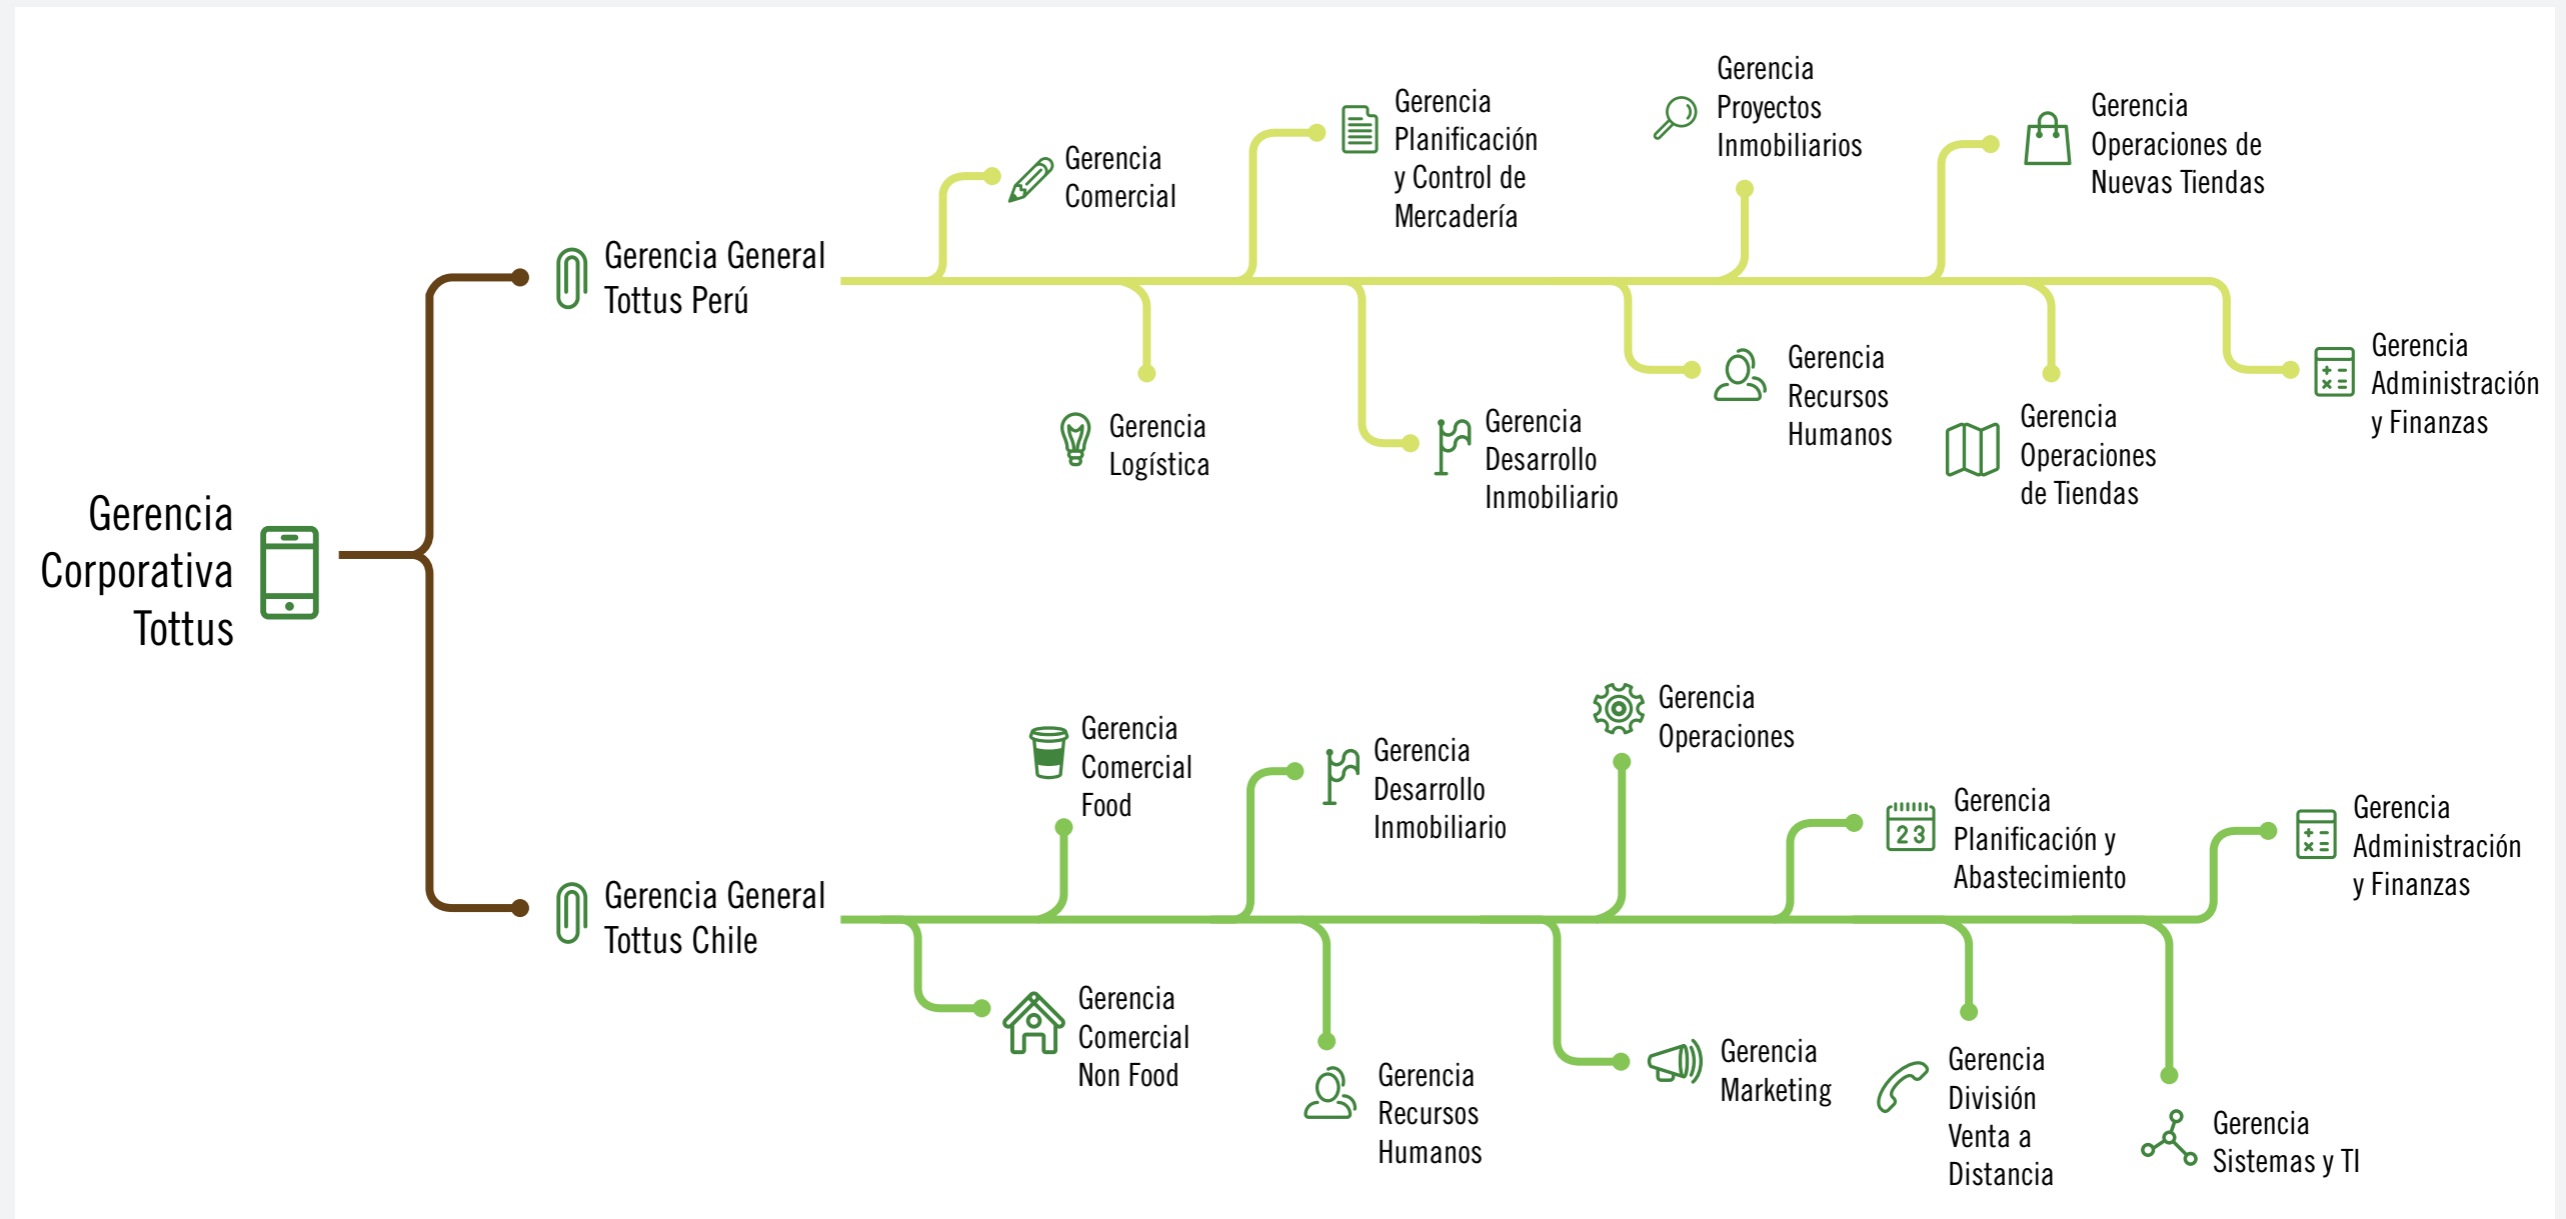 Gerencia
Corporativa
Tottus
Gerencia General
Tottus Perú
Gerencia
Comercial
Gerencia
Logística
Gerencia
Planificación
y Control de
Mercadería
Gerencia
Desarrollo
Inmobiliario
Gerencia
Proyectos
Inmobiliarios
Gerencia
Recursos
Humanos
Gerencia
Operaciones de
Nuevas Tiendas
Gerencia
Operaciones
de Tiendas
Gerencia
Administración
y Finanzas
Gerencia General
Tottus Chile
Gerencia
Comercial
Food
Gerencia
Comercial
Non Food
Gerencia
Desarrollo
Inmobiliario
Gerencia
Recursos
Humanos
Gerencia
Operaciones
Gerencia
Marketing
23
Gerencia
Planificación y
Abastecimiento
Gerencia
División
Venta a
Distancia
Gerencia
Sistemas y TI
Gerencia
Administración
y Finanzas